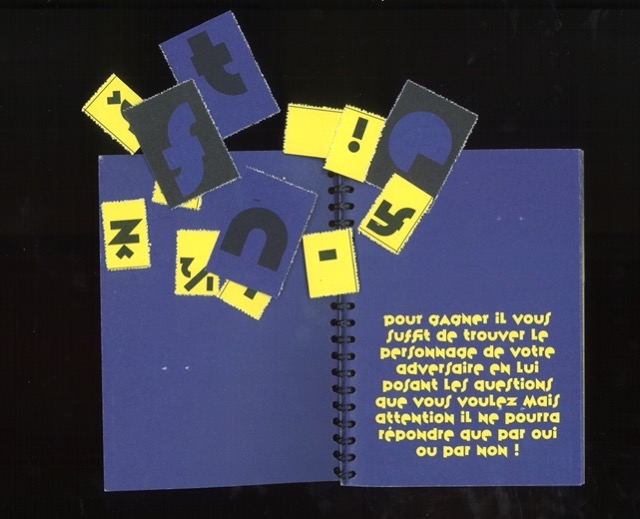 t
f
!
fi
N
-
pour gagner il vous
suffit de trouver le
personnage de votre
adversaire en lui
posant les questions
que vous voulez mais
attention il ne pourra
répondre que par oui
ou par non !